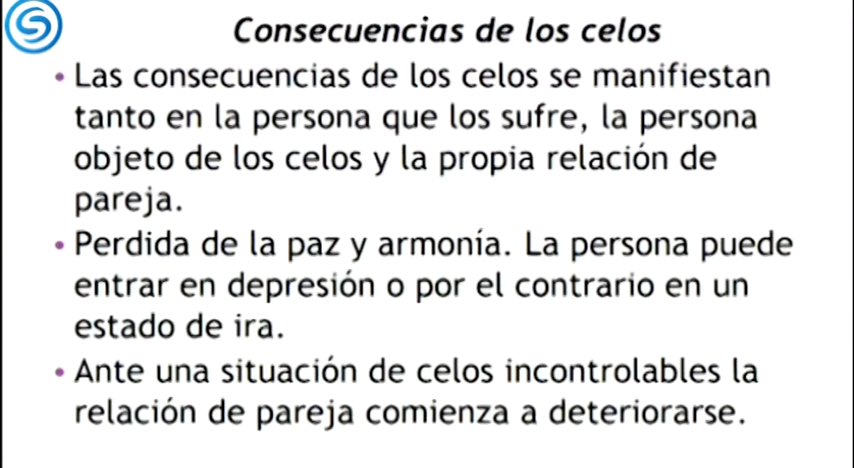 Consecuencias de los celos
• Las consecuencias de los celos se manifiestan
tanto en la persona que los sufre, la persona
objeto de los celos y la propia relación de
pareja.
• Perdida de la paz y armonía. La persona puede
entrar en depresión o por el contrario en un
estado de ira.
• Ante una situación de celos incontrolables la
relación de pareja comienza a deteriorarse.